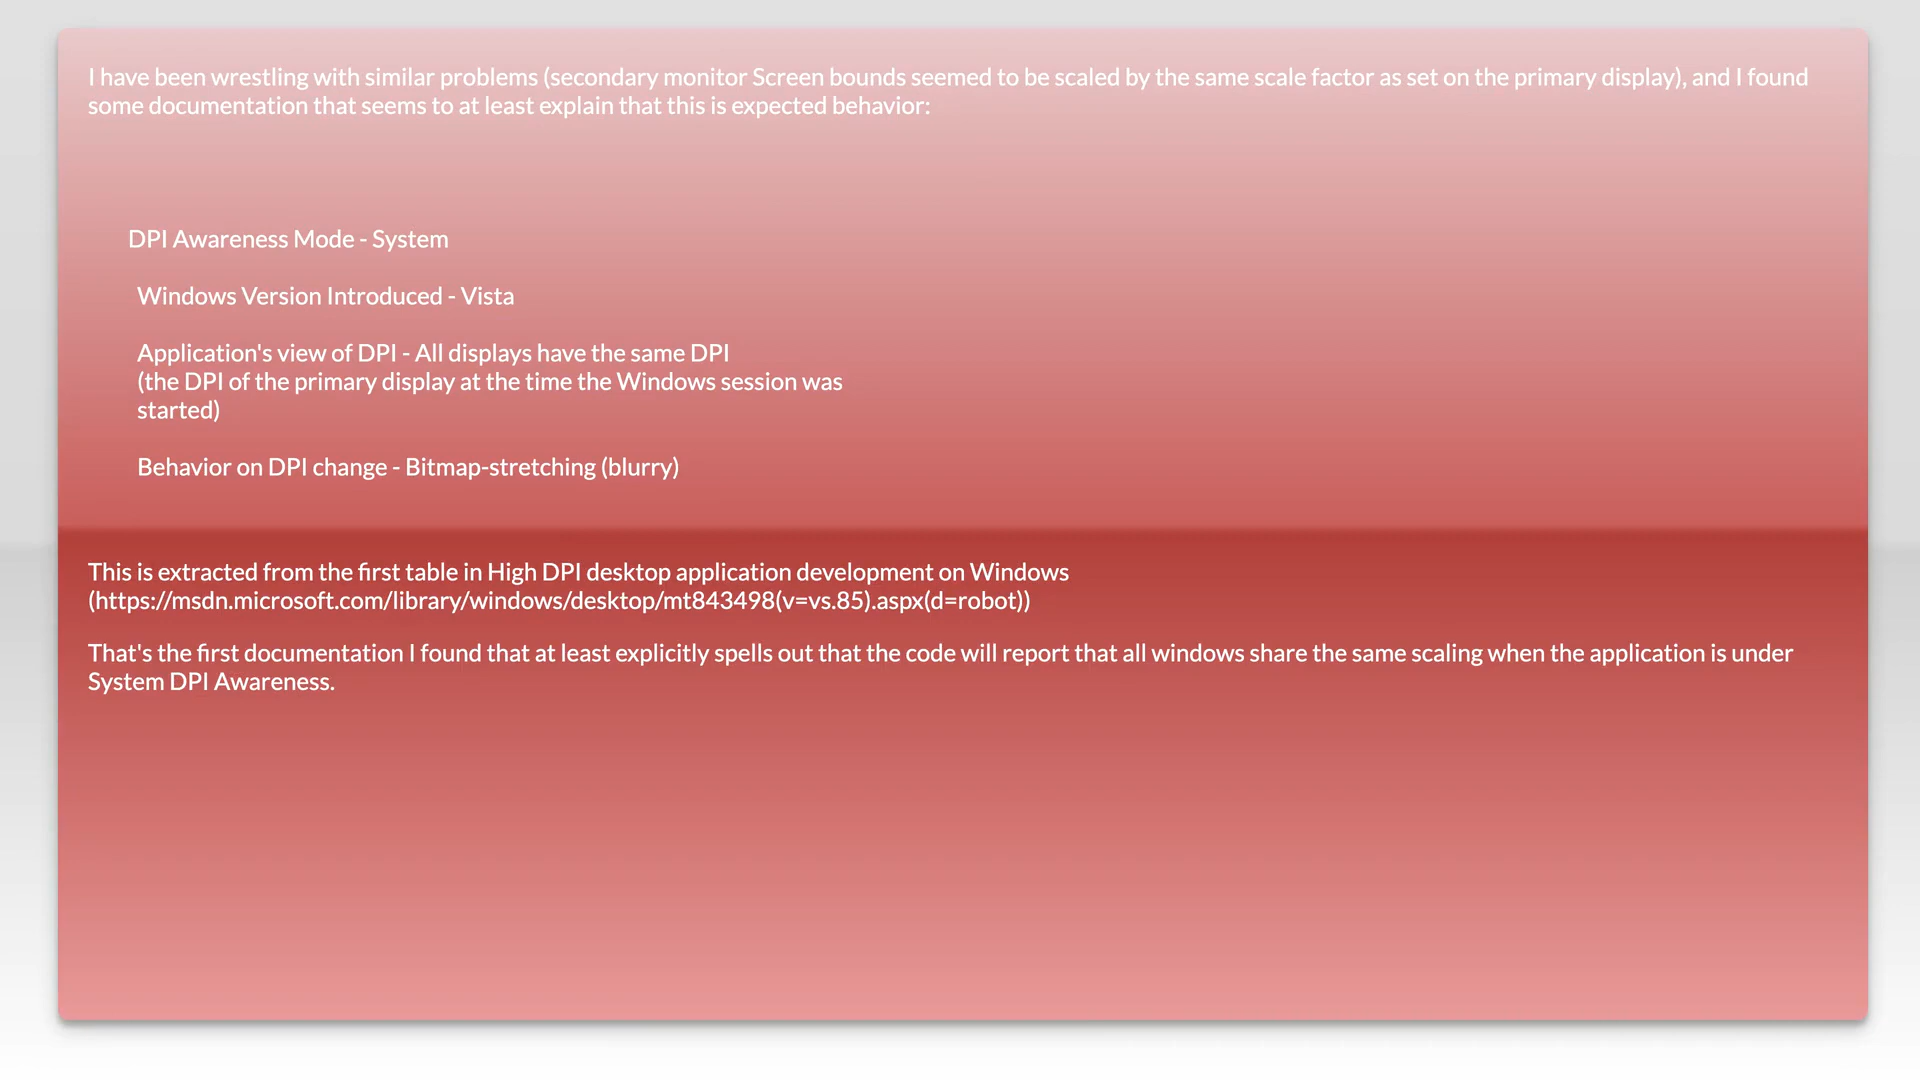 I have been wrestling with similar problems (secondary monitor Screen bounds seemed to be scaled by the same scale factor as set on the primary display), and I found
some documentation that seems to at least explain that this is expected behavior:
DPI Awareness Mode - System
Windows Version Introduced - Vista
Application's view of DPI - All displays have the same DPI
(the DPI of the primary display at the time the Windows session was
started)
Behavior on DPI change - Bitmap-stretching (blurry)
This is extracted from the first table in High DPI desktop application development on Windows
(https://msdn.microsoft.com/library/windows/desktop/mt843498(v=vs.85).aspx(d=robot))
That's the first documentation I found that at least explicitly spells out that the code will report that all windows share the same scaling when the application is under
System DPI Awareness.